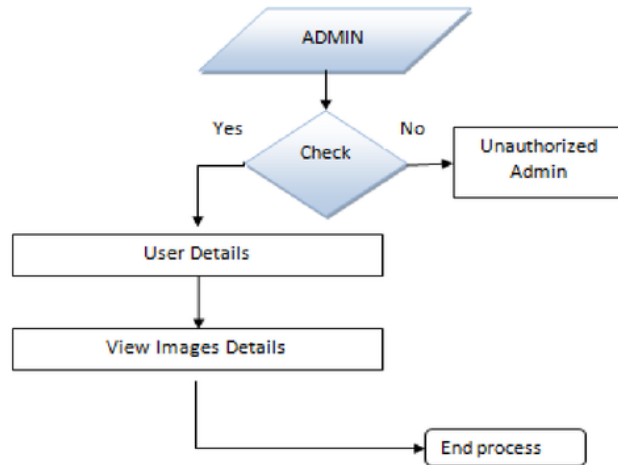 ADMIN
Yes
No
Check
Unauthorized
Admin
User Details
View Images Details
End process